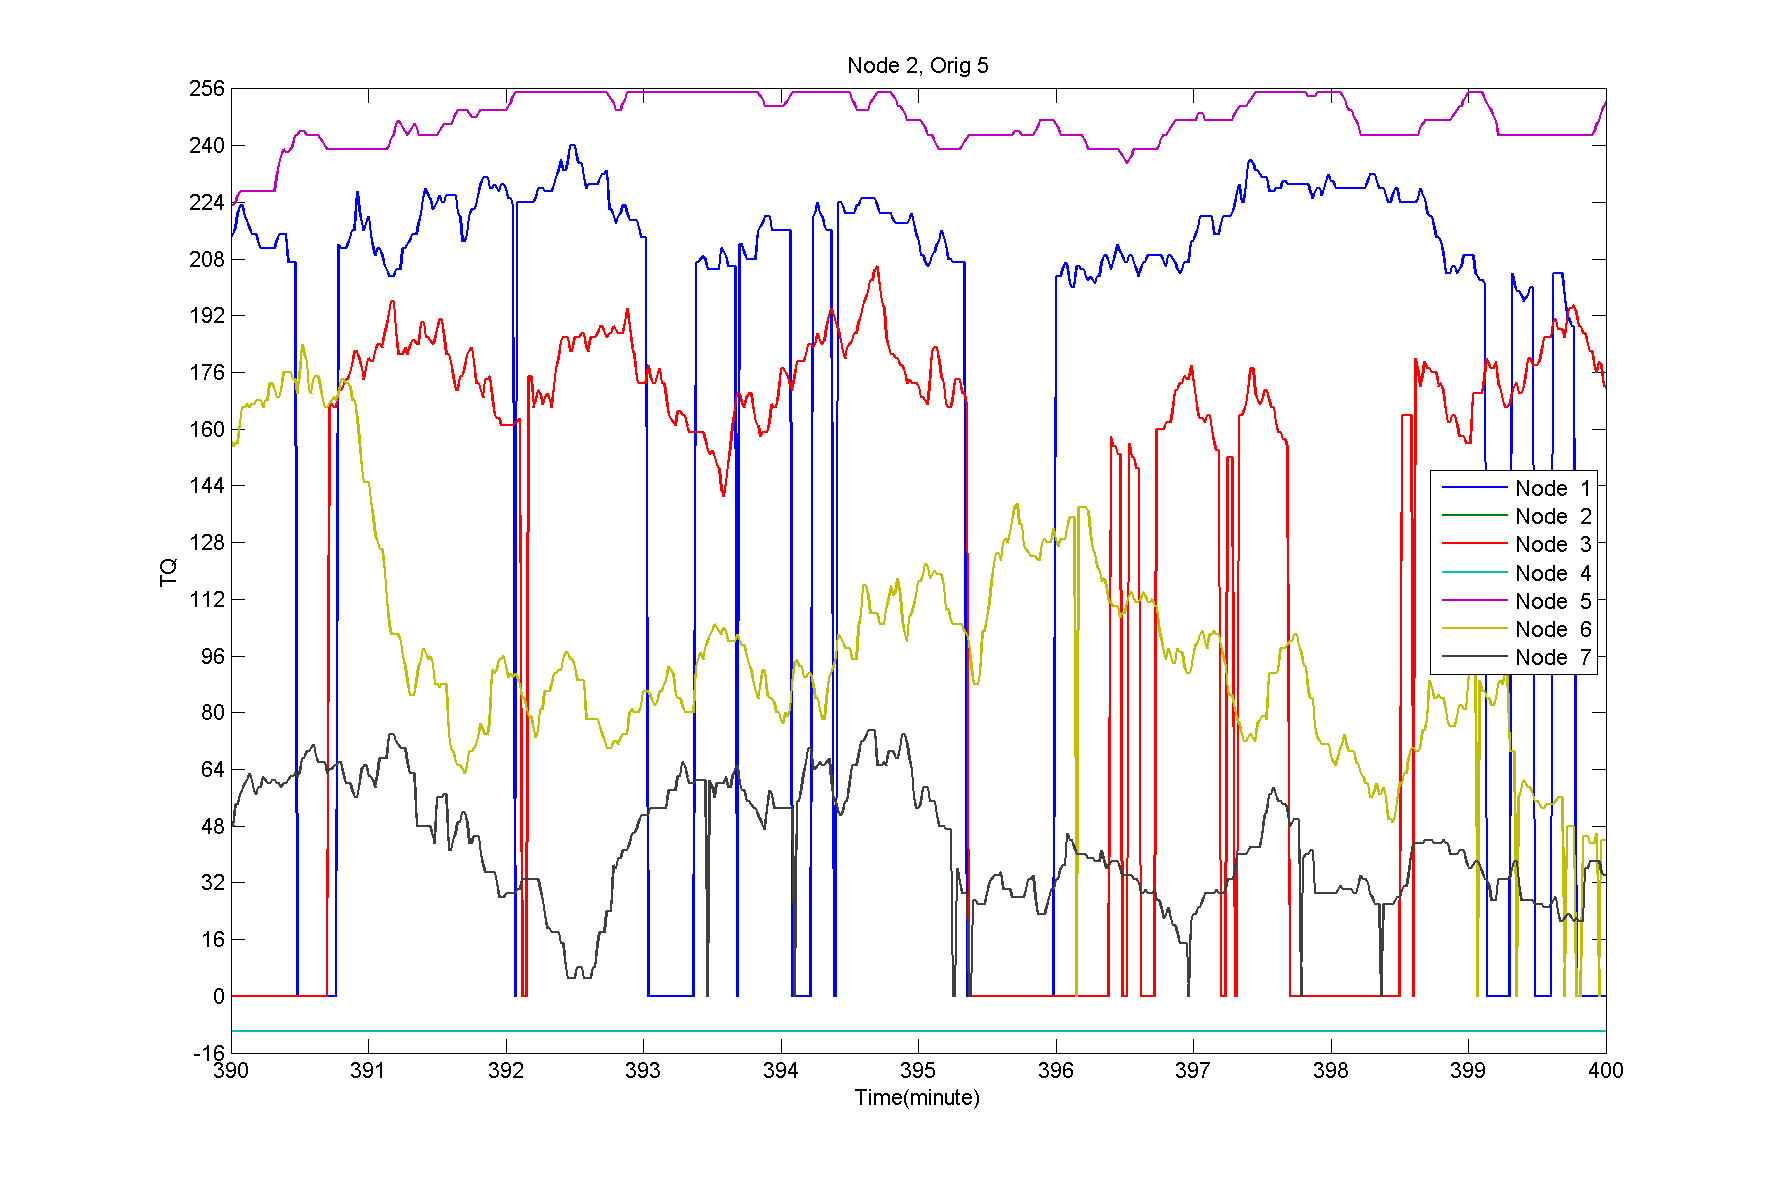 Node 2, Orig 5
256
240
224
208
192
176
160
144
128
112
96
80
64
48
32
16
0
-16
TQ
Node 1
Node 2
Node 3
Node 4
Node 5
Node 6
Node 7
390 391 392 393 394 395 396 397 398 399 400
Time(minute)